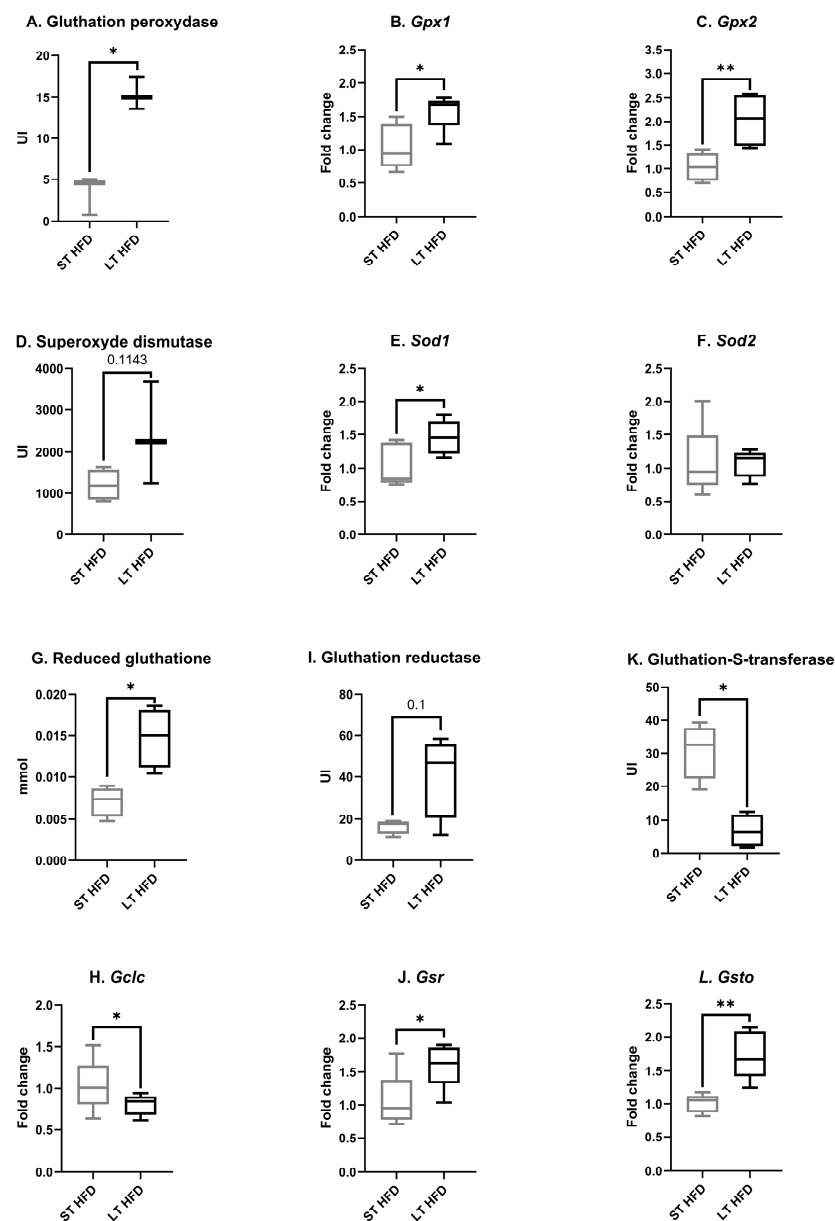 A. Gluthation peroxydase
B. Gpx1
C. Gpx2
20
15
10
5
0
UI
*
ST HFD
LT HFD
2.5
2.0
1.5
1.0
0.5
0.0
Fold change
*
ST HFD
LT HFD
3.5
3.0
2.5
2.0
1.5
1.0
0.5
0.0
Fold change
**
ST HFD
LT HFD
D. Superoxyde dismutase
E. Sod1
F. Sod2
4000
3000
2000
1000
0
UI
0.1143
ST HFD
LT HFD
2.5
2.0
1.5
1.0
0.5
0.0
Fold change
*
ST HFD
LT HFD
2.5
2.0
1.5
1.0
0.5
0.0
Fold change
ST HFD
LT HFD
G. Reduced gluthatione
I. Gluthation reductase
K. Gluthation-S-transferase
0.020
0.015
0.010
0.005
0.000
mmol
*
ST HFD
LT HFD
80
60
40
20
0
UI
0.1
ST HFD
LT HFD
50
40
30
20
10
0
UI
*
ST HFD
LT HFD
H. Gclc
J. Gsr
L. Gsto
2.0
1.5
1.0
0.5
0.0
Fold change
*
ST HFD
LT HFD
2.5
2.0
1.5
1.0
0.5
0.0
Fold change
*
ST HFD
LT HFD
2.5
2.0
1.5
1.0
0.5
0.0
Fold change
**
ST HFD
LT HFD